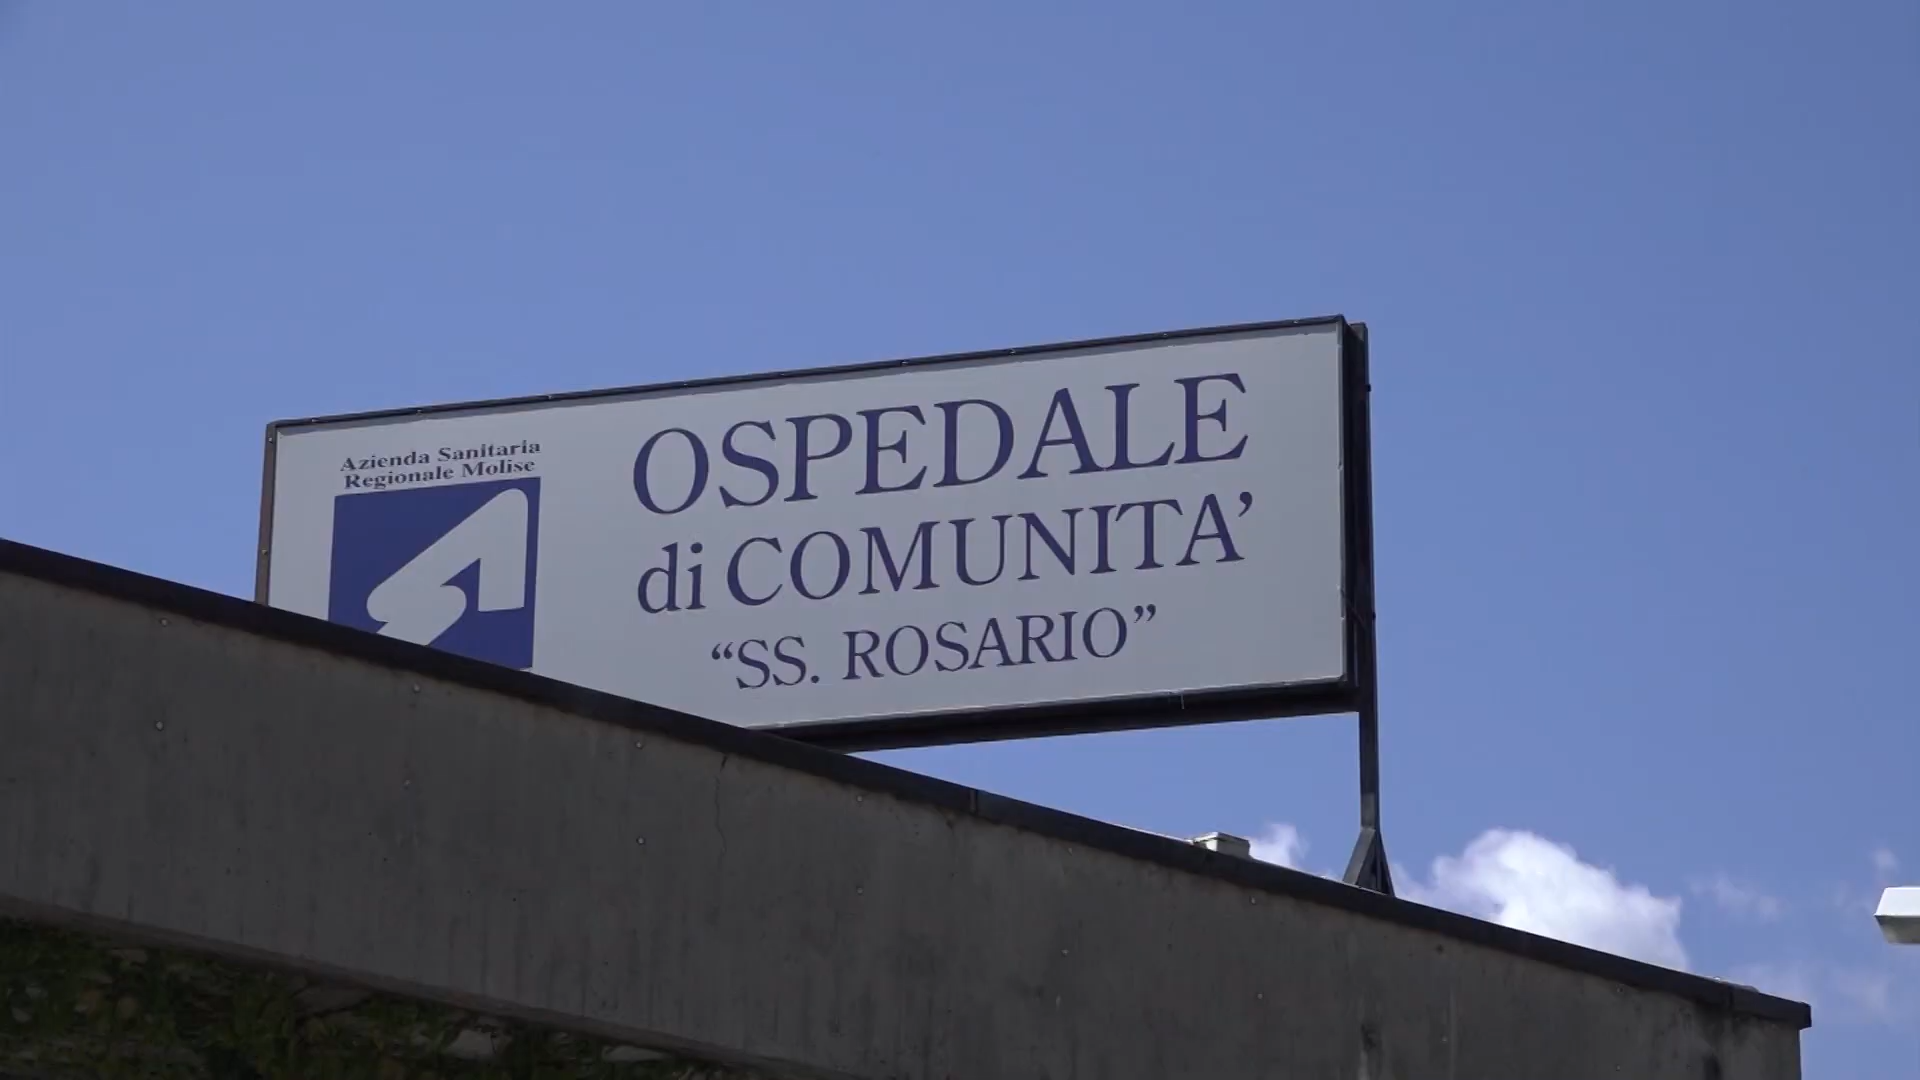 Azienda Sanitaria
Regionale Molise
OSPEDALE
di COMUNITA’
“SS. ROSARIO”